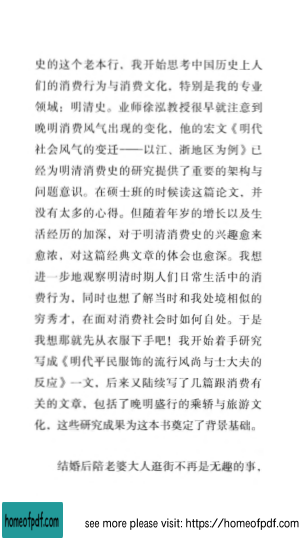 史的这个老本行，我开始思考中国历史上人
们的消费行为与消费文化，特别是我的专业
领域：明清史。业师徐泓教授很早就注意到
晚明消费风气出现的变化，他的宏文《明代
社会风气的变迁——以江、浙地区为例》已
经为明清消费史的研究提供了重要的架构与
问题意识。在硕士班的时候读这篇论文，并
没有太多的心得。但随着年岁的增长以及生
活经历的加深，对于明清消费史的兴趣愈来
愈浓，对这篇经典文章的体会也愈深。我想
进一步地观察明清时期人们日常生活中的消
费行为，同时也想了解当时和我处境相似的
穷秀才，在面对消费社会时如何自处。于是
我想那就先从衣服下手吧！我开始着手研究
写成《明代平民服饰的流行风尚与士大夫的
反应》一文，后来又陆续写了几篇跟消费有
关的文章，包括了晚明盛行的乘轿与旅游文
化，这些研究成果为这本书奠定了背景基础。
结婚后陪老婆大人逛街不再是无趣的事，
homeofpdf.com
see more please visit: https://homeofpdf.com